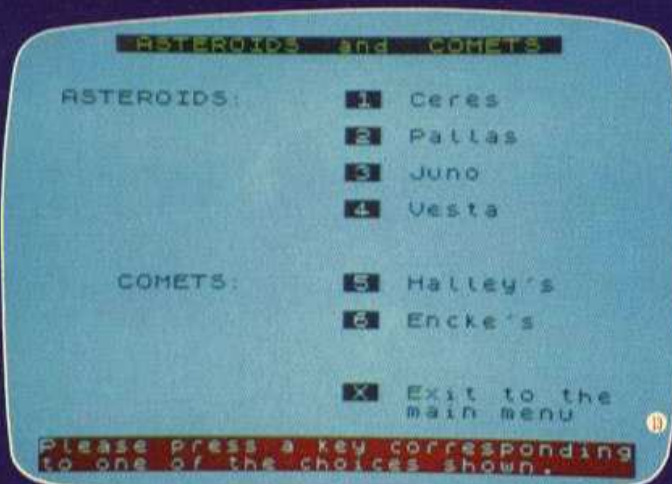 ASTEROIDS and COMETS
ASTEROIDS: 1 Ceres
2 Pallas
3 Juno
4 Vesta
COMETS: 5 Halley's
6 Encke's
X Exit to the
main menu
Please press a key corresponding
to one of the choices shown.